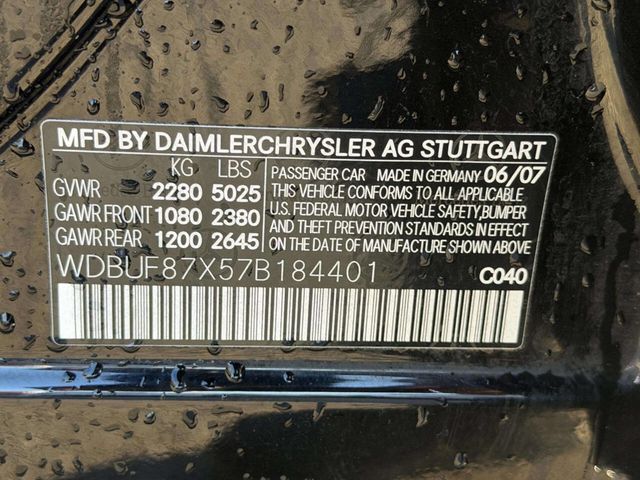 MFD BY DAIMLERCHRYSLER AG STUTTGART
KG LBS
GVWR 2280 5025
GAWR FRONT 1080 2380
GAWR REAR 1200 2645
PASSENGER CAR MADE IN GERMANY 06/07
THIS VEHICLE CONFORMS TO ALL APPLICABLE
U.S. FEDERAL MOTOR VEHICLE SAFETY,BUMPER
AND THEFT PREVENTION STANDARDS IN EFFECT
ON THE DATE OF MANUFACTURE SHOWN ABOVE.
WDBUF87X57B184401
C040